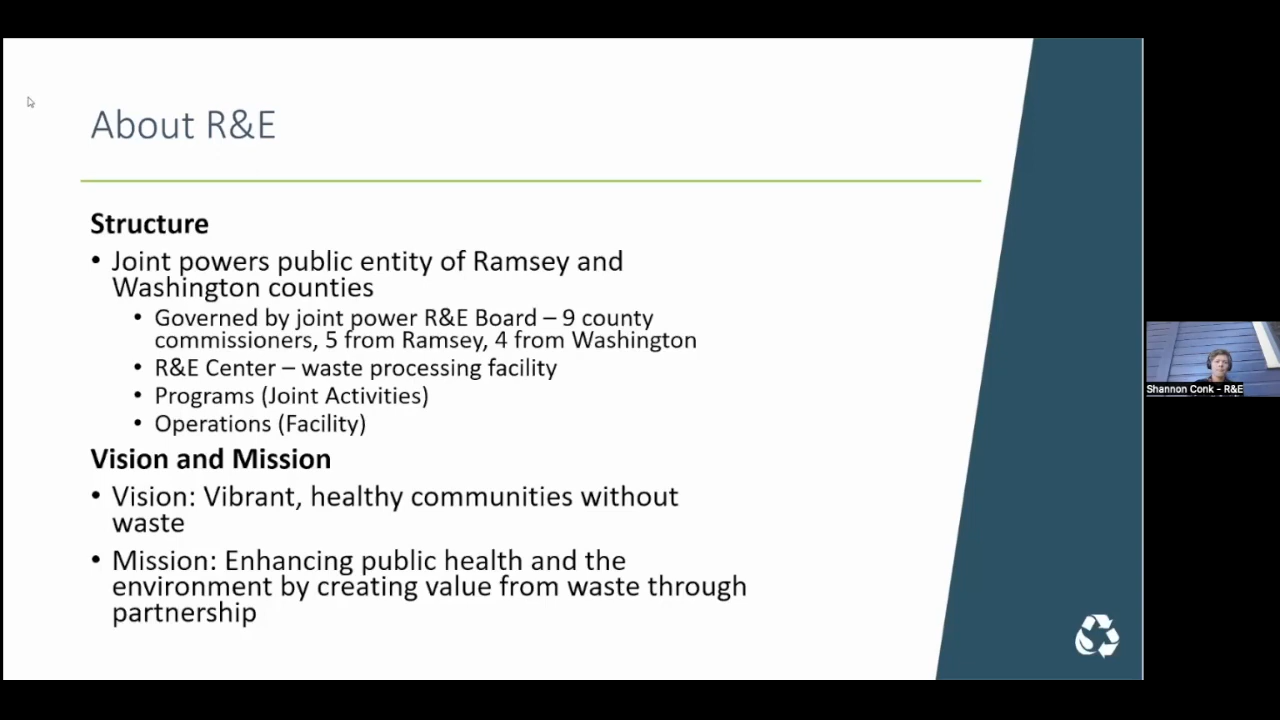 About R&E
Structure
• Joint powers public entity of Ramsey and
Washington counties
• Governed by joint power R&E Board – 9 county
commissioners, 5 from Ramsey, 4 from Washington
• R&E Center – waste processing facility
• Programs (Joint Activities)
• Operations (Facility)
Vision and Mission
• Vision: Vibrant, healthy communities without
waste
• Mission: Enhancing public health and the
environment by creating value from waste through
partnership
Shannon Conk - R&E